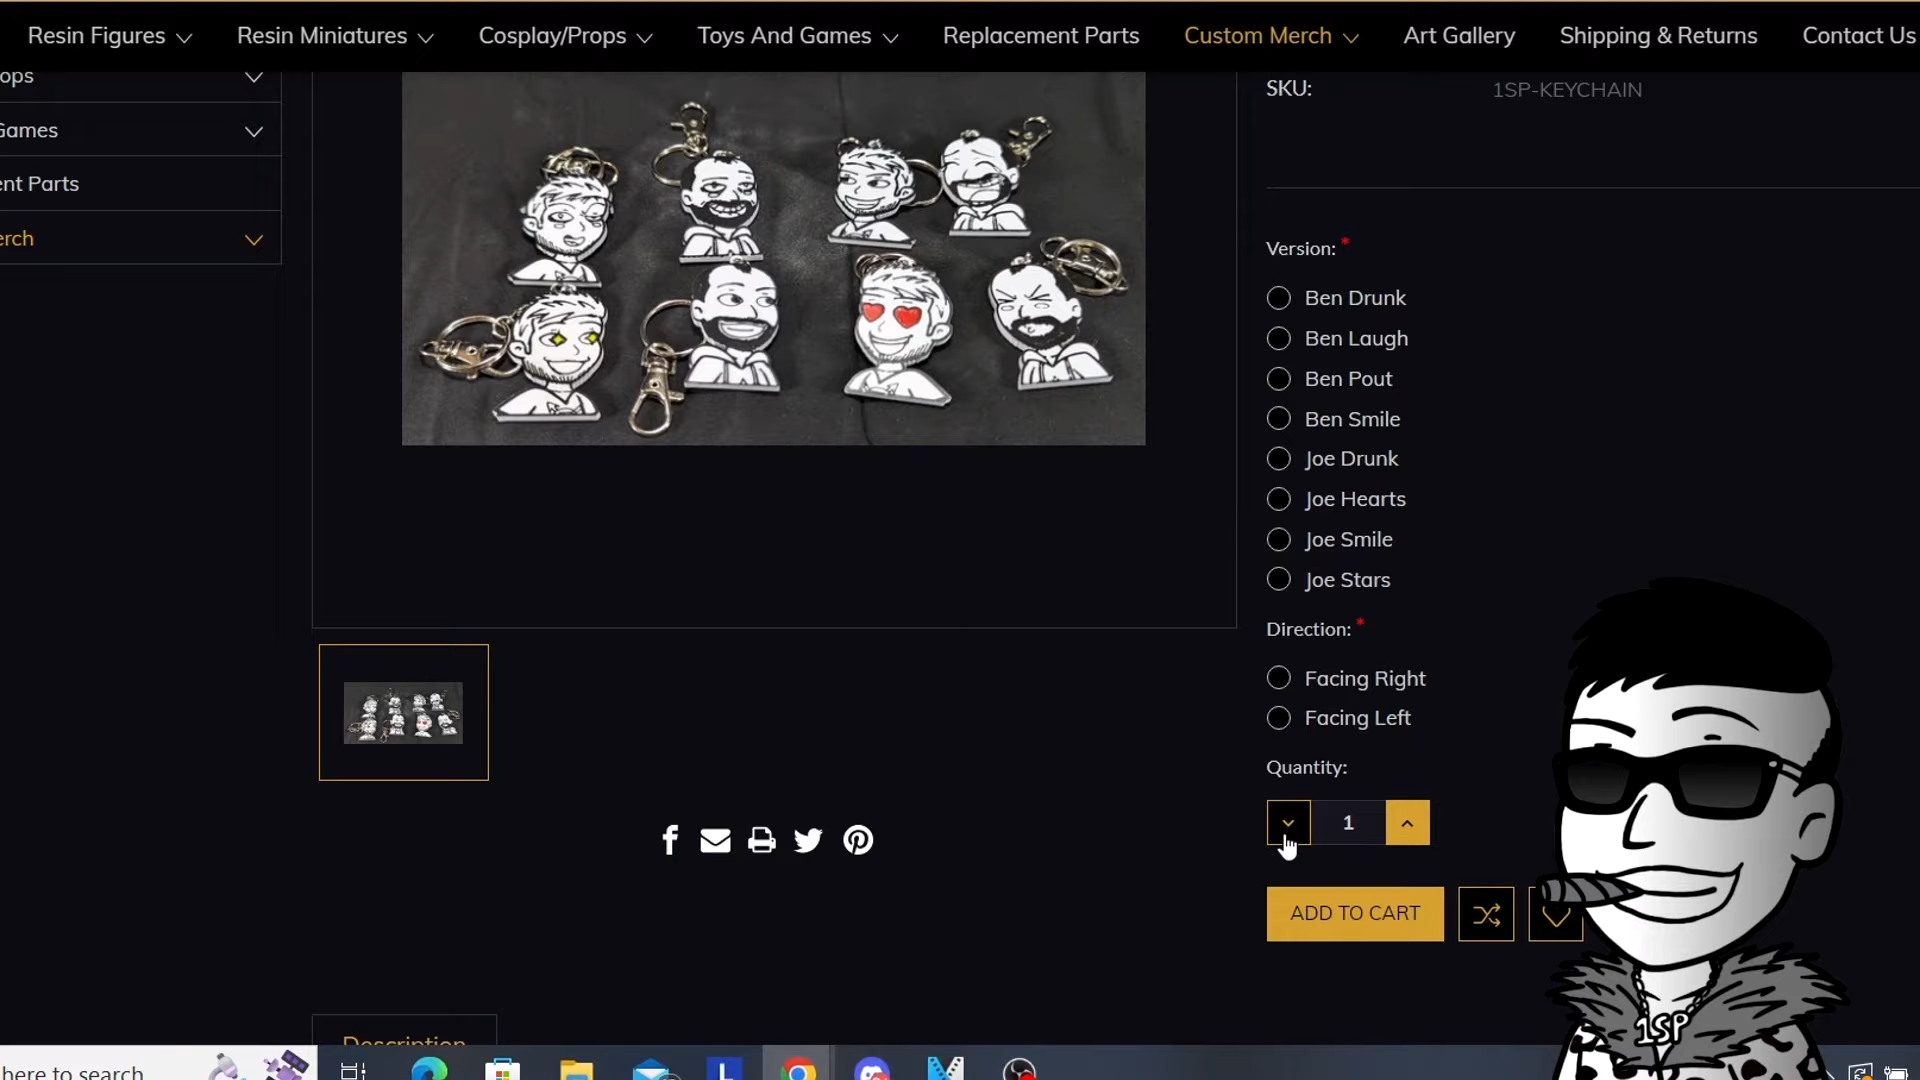 Resin Figures
Resin Miniatures
Cosplay/Props
Toys And Games
Replacement Parts
Custom Merch
Art Gallery
Shipping & Returns
Contact Us
ops
Games
ent Parts
erch
SKU:
1SP-KEYCHAIN
Version: *
Ben Drunk
Ben Laugh
Ben Pout
Ben Smile
Joe Drunk
Joe Hearts
Joe Smile
Joe Stars
Direction: *
Facing Right
Facing Left
Quantity:
1
ADD TO CART
1SP
Description
here to search
L